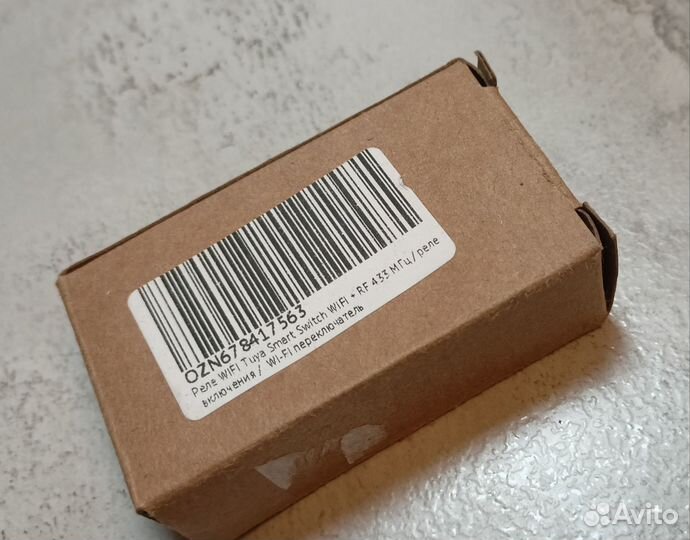 OZN678417563
Реле WIFI Tuya Smart Switch WIFI + RF 433 МГц/ реле
включения / WI-FI переключатель
Avito